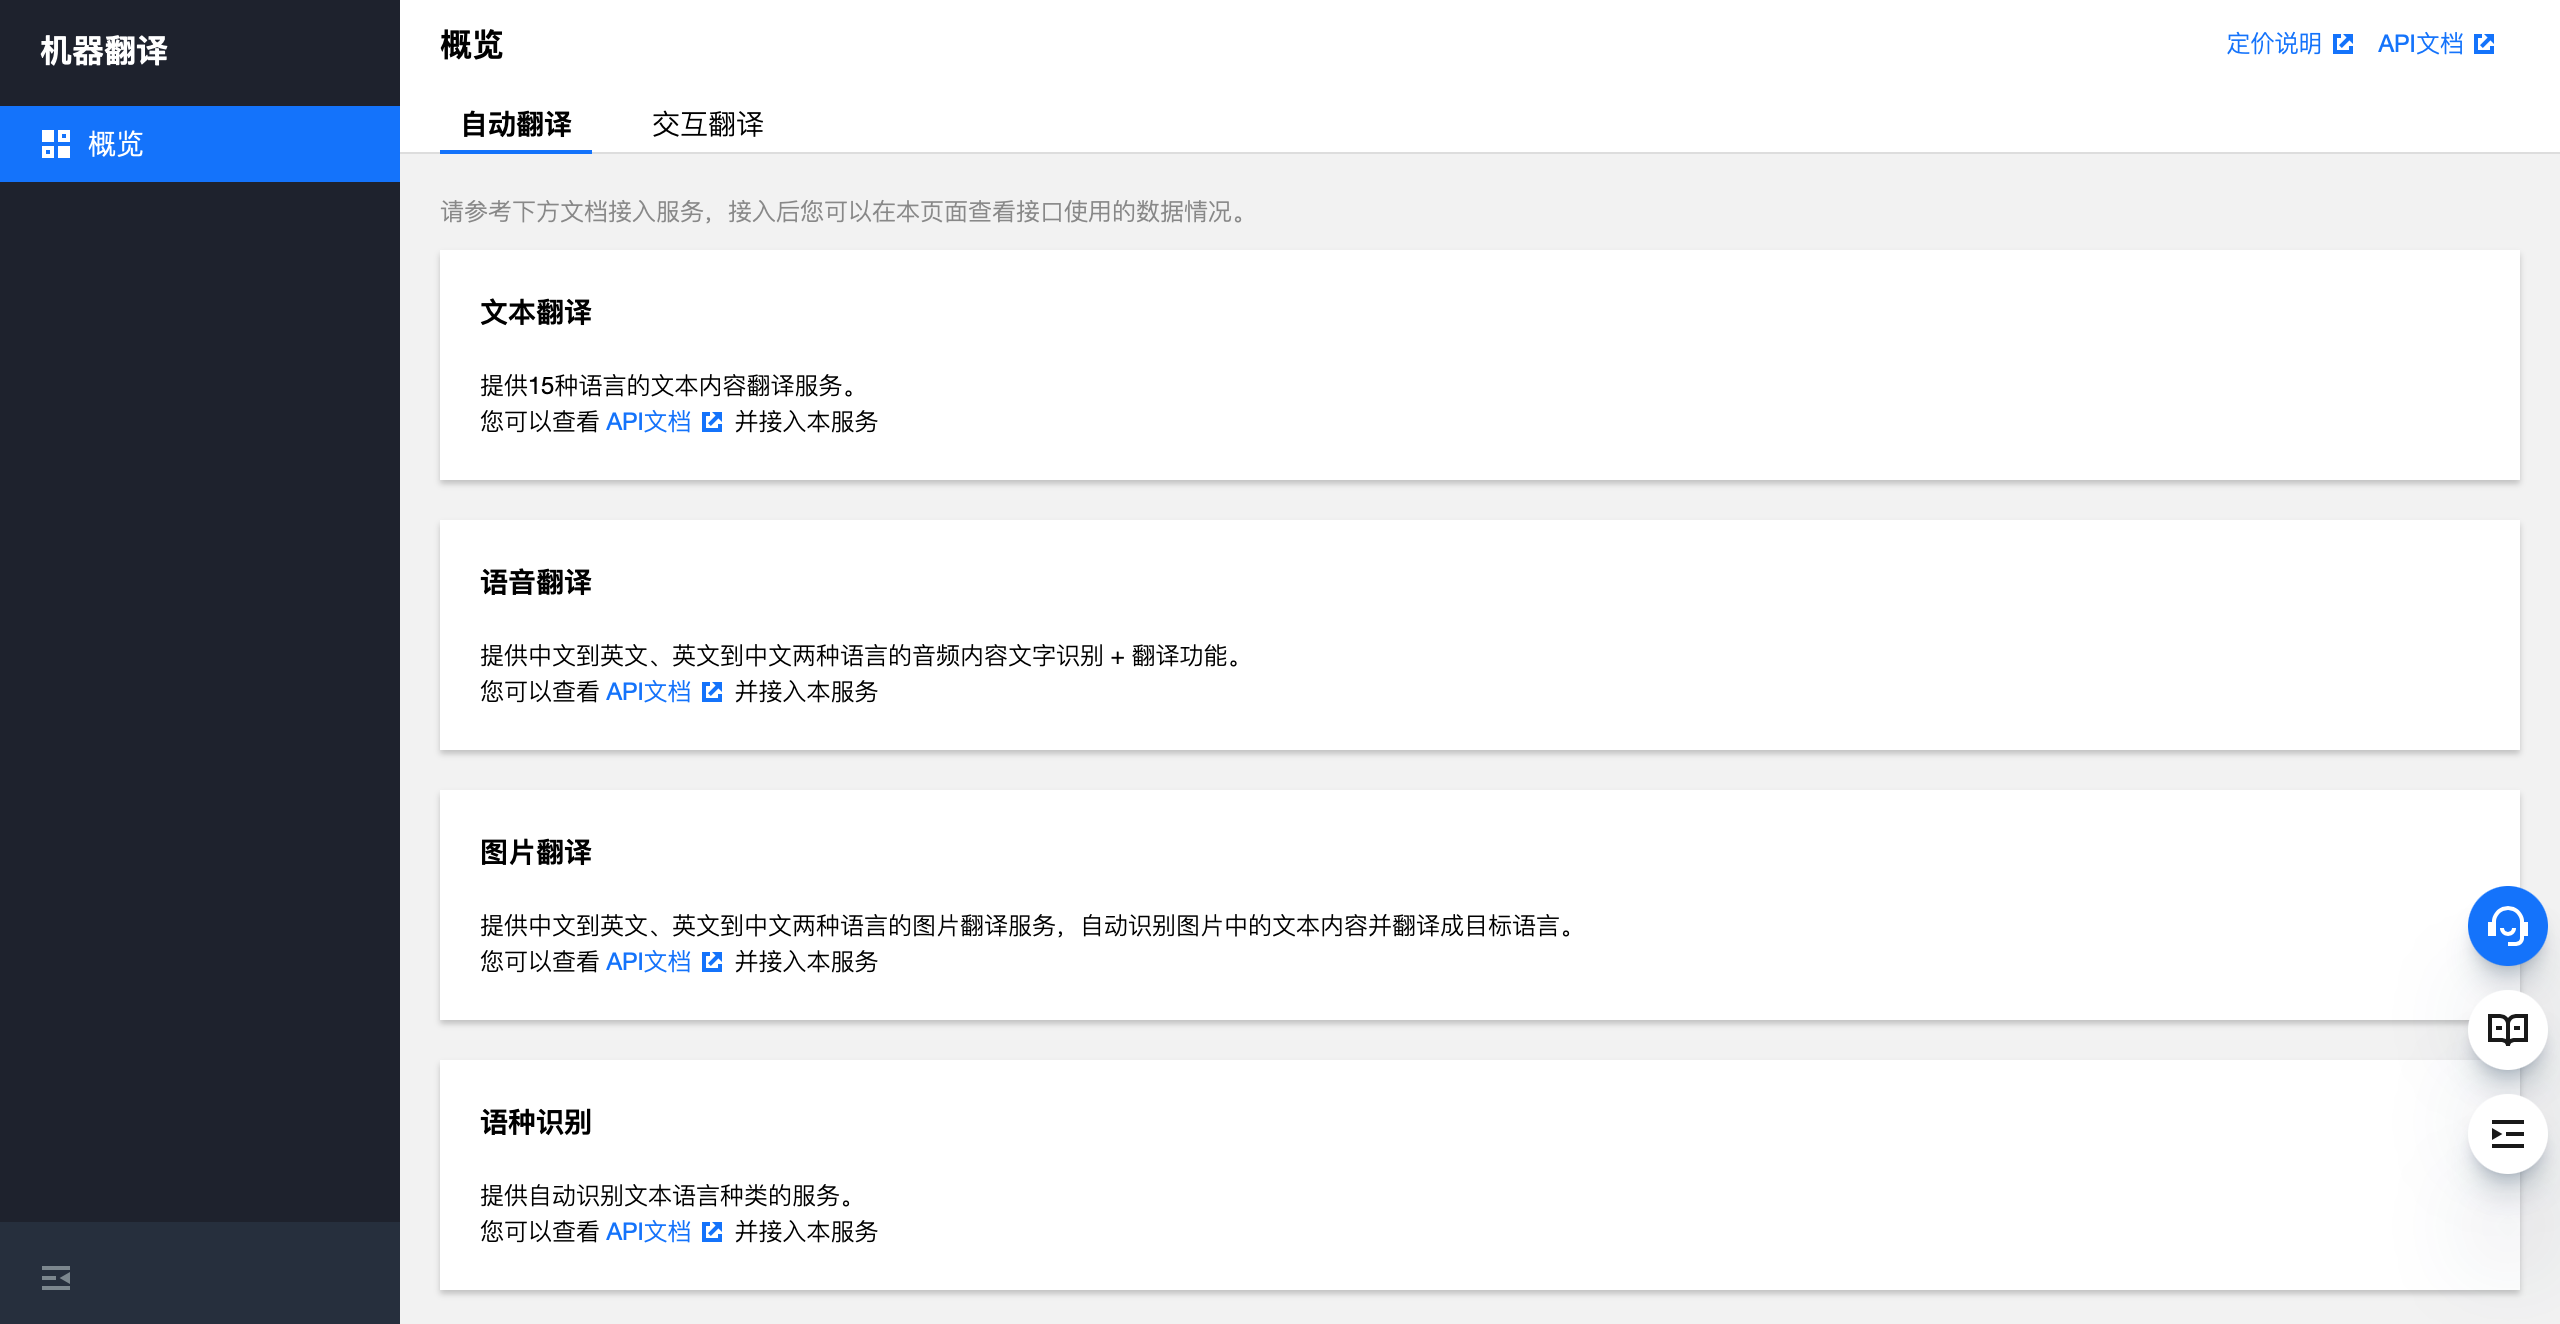 机器翻译
概览
概览
定价说明 API文档
自动翻译 交互翻译
请参考下方文档接入服务，接入后您可以在本页面查看接口使用的数据情况。
文本翻译
提供15种语言的文本内容翻译服务。
您可以查看 API文档 并接入本服务
语音翻译
提供中文到英文、英文到中文两种语言的音频内容文字识别 + 翻译功能。
您可以查看 API文档 并接入本服务
图片翻译
提供中文到英文、英文到中文两种语言的图片翻译服务，自动识别图片中的文本内容并翻译成目标语言。
您可以查看 API文档 并接入本服务
语种识别
提供自动识别文本语言种类的服务。
您可以查看 API文档 并接入本服务